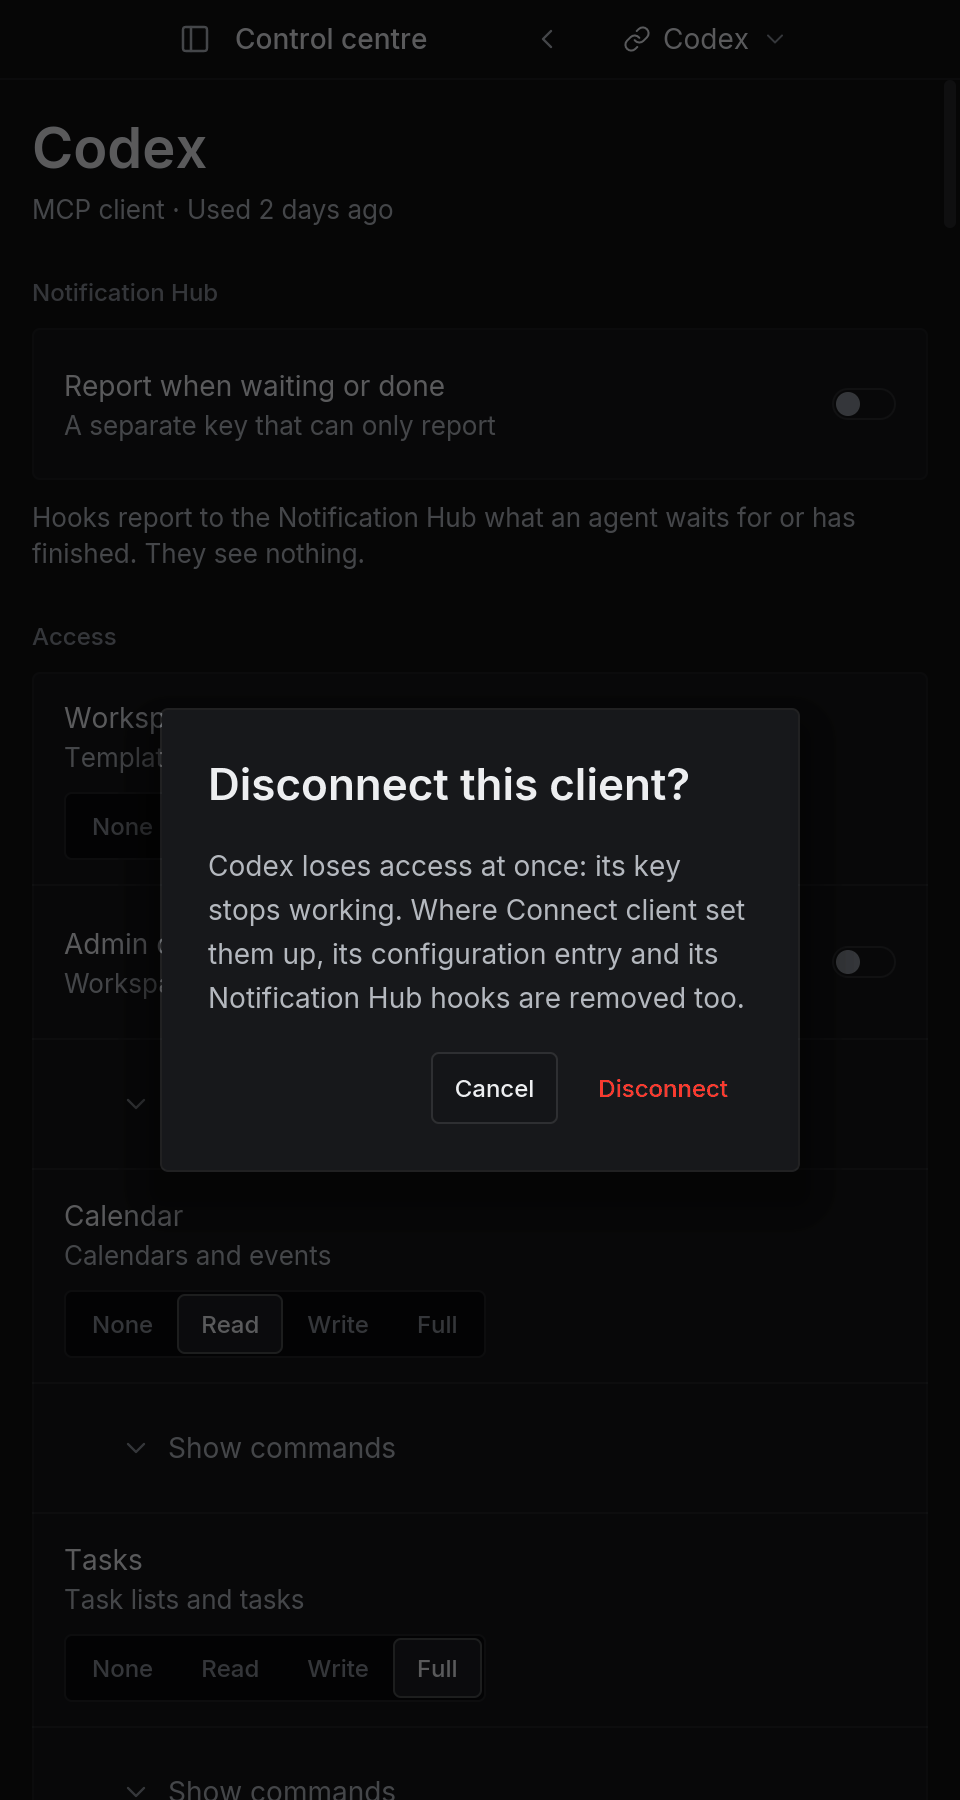 Control centre
Codex
Codex
MCP client · Used 2 days ago
Notification Hub
Report when waiting or done
A separate key that can only report
Hooks report to the Notification Hub what an agent waits for or has
finished. They see nothing.
Access
None
Disconnect this client?
Codex loses access at once: its key
stops working. Where Connect client set
them up, its configuration entry and its
Notification Hub hooks are removed too.
Cancel
Disconnect
Admin
Calendar
Calendars and events
None Read Write Full
Show commands
Tasks
Task lists and tasks
None Read Write Full
Show commands